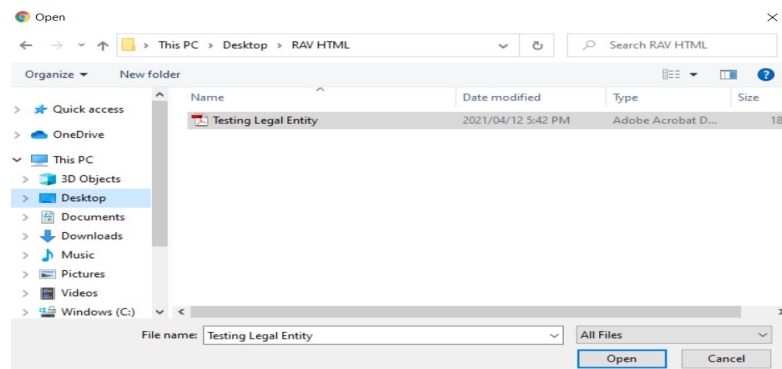 Open
This PC > Desktop > RAV HTML
Search RAV HTML
Organize
New folder
Name
Date modified
Type
Size
Testing Legal Entity
2021/04/12 5:42 PM
Adobe Acrobat D...
18
Quick access
OneDrive
This PC
3D Objects
Desktop
Documents
Downloads
Music
Pictures
Videos
Windows (C:)
File name: Testing Legal Entity
All Files
Open
Cancel